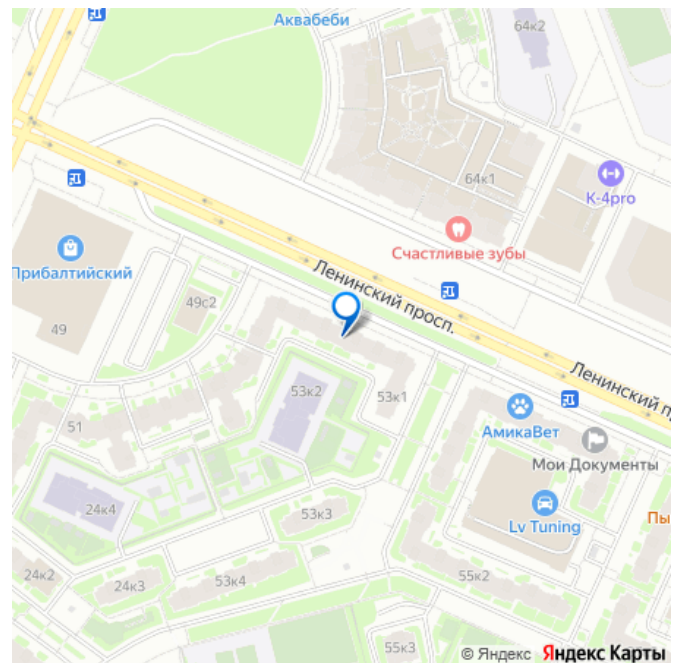 Аквабеби
64к2
64к1
К-4pro
Счастливые зубы
Прибалтийский
49
49с2
Ленинский просп.
Ленинский п
53к2
53к1
51
АмикаВет
Мои Документы
24к4
Lv Tuning
Пы
53к3
24к2
24к3
53к4
55к2
55к3
© Яндекс Яндекс Карты